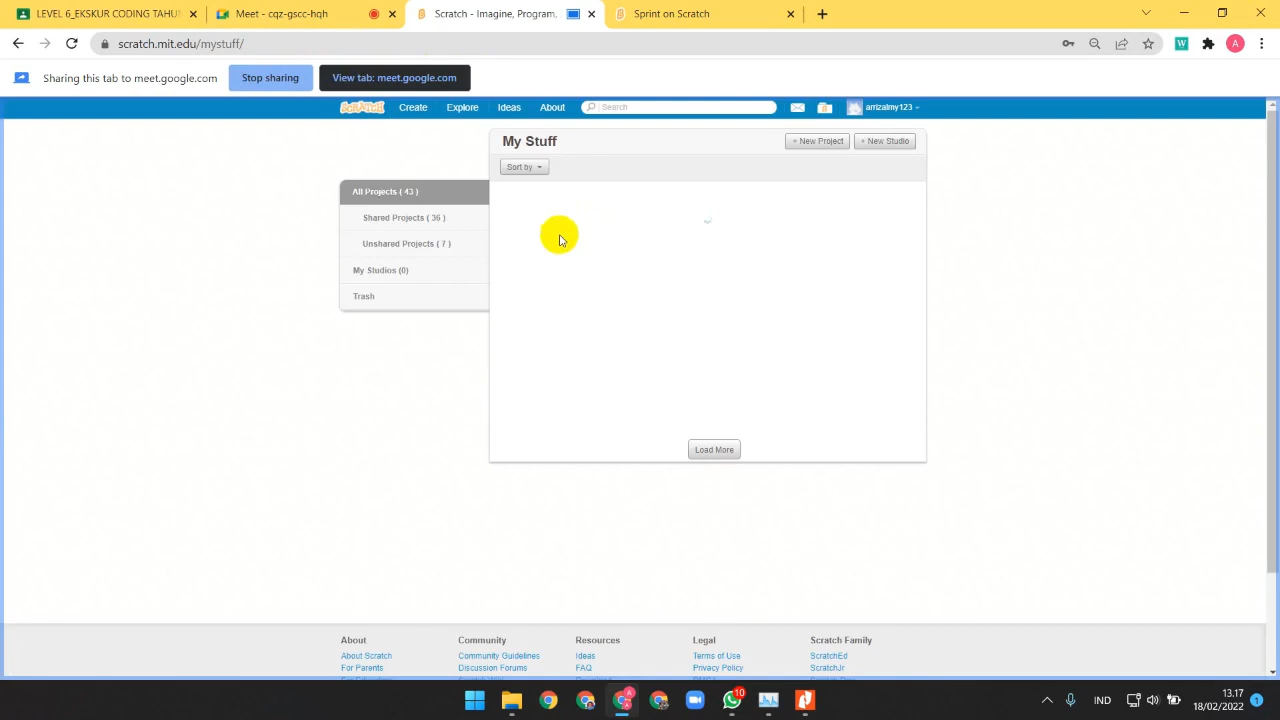 LEVEL 6_EKSKUR CODING TAHU
Meet - cqz-gscc-hqh
Scratch - Imagine, Program,
Sprint on Scratch
scratch.mit.edu/mystuff/
Sharing this tab to meet.google.com
Stop sharing
View tab: meet.google.com
SCRATCH
Create
Explore
Ideas
About
Search
arrizalmy123
My Stuff
+ New Project
+ New Studio
Sort by
All Projects ( 43 )
Shared Projects ( 36 )
Unshared Projects ( 7 )
My Studios (0)
Trash
Load More
About
Community
Resources
Legal
Scratch Family
About Scratch
Community Guidelines
Ideas
Terms of Use
ScratchEd
For Parents
Discussion Forums
FAQ
Privacy Policy
ScratchJr
10
IND
13.17
18/02/2022
1